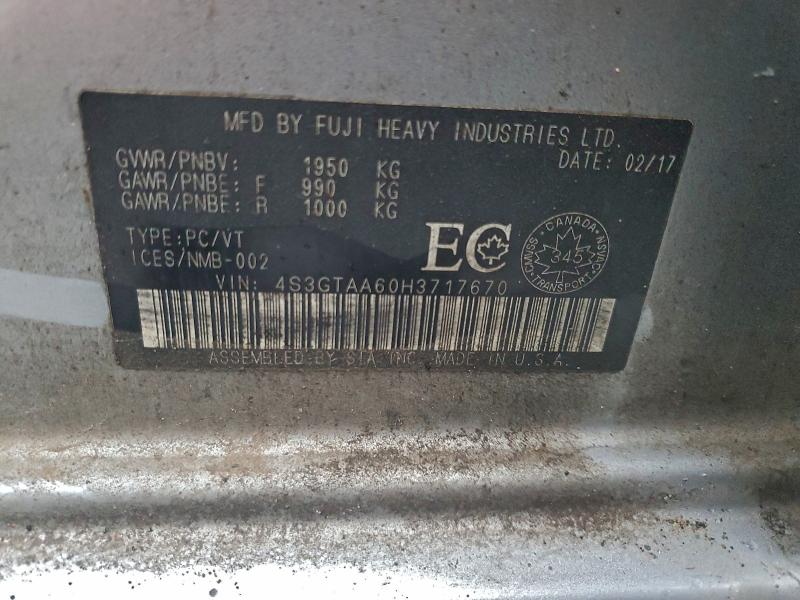 MFD BY FUJI HEAVY INDUSTRIES LTD.
DATE: 02/17
GVWR/PNBV: 1950 KG
GAWR/PNBE: F 990 KG
GAWR/PNBE: R 1000 KG
TYPE:PC/VT
ICES/NMB-002
EC
CANADA
CMVSS NSVAC
345
TRANSPORT
VIN: 4S3GTAA60H3717670
ASSEMBLED BY SIA INC. MADE IN U.S.A.